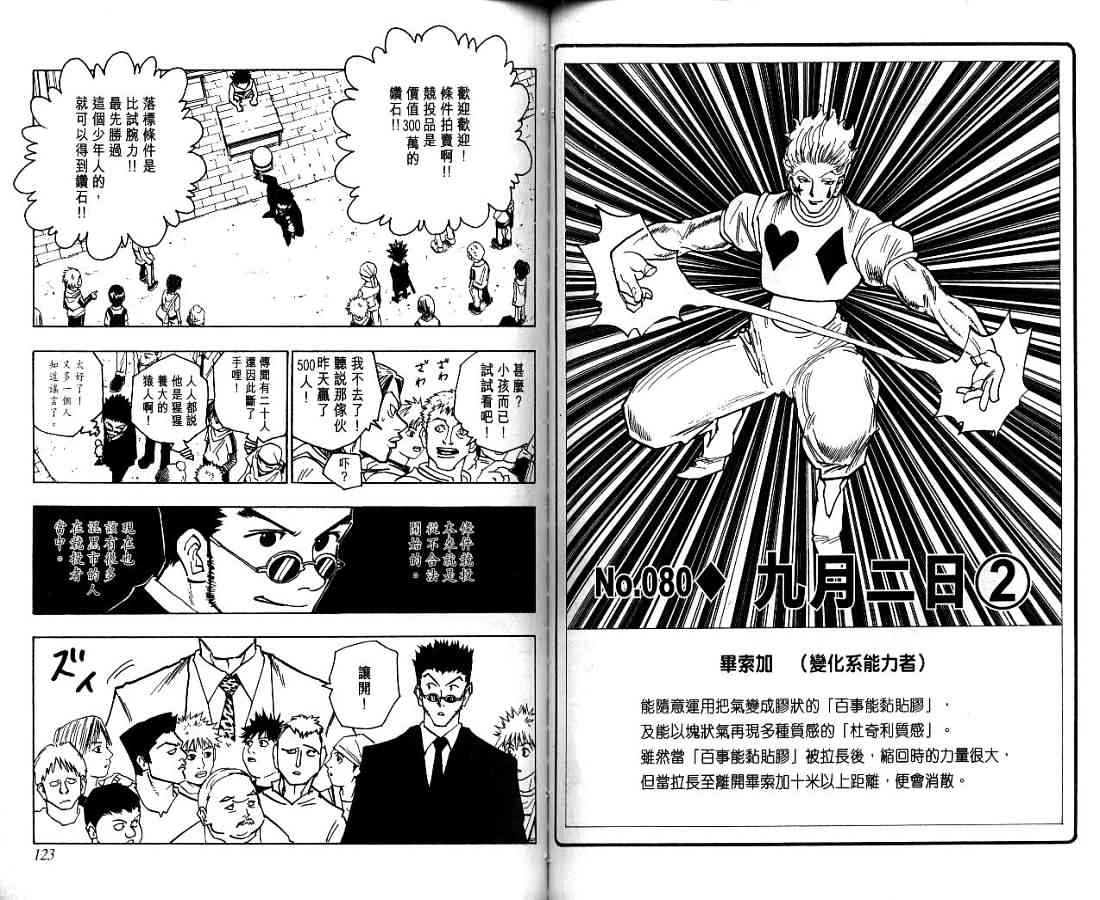 No.080◆ 九月二日②
畢索加 （變化系能力者）
能隨意運用把氣變成膠狀的「百事能黏貼膠」，
及能以塊狀氣再現多種質感的「杜奇利質感」。
雖然當「百事能黏貼膠」被拉長後，縮回時的力量很大，
但當拉長至離開畢索加十米以上距離，便會消散。
歡迎歡迎！
條件拍賣啊!!
競投品是
價值300萬的
鑽石!!
落標條件是
比試腕力!!
最先勝過
這個少年人的，
就可以得到鑽石!!
甚麼？
小孩而已！
試試看吧！
ざわ
ざわ
我不去了！
聽說那傢伙
昨天贏了
500人！
吓？
傳聞有二十人
還因此斷了
手哩！
人人都說
他是猩猩
養大的
猿人啊！
太好了！
又多一個人
知道謠言了。
條件競投
本來就是
從不合法
開始的。
現在也
該有很多
混黑市的人
在競投者
當中。
讓開！
ズイ
123